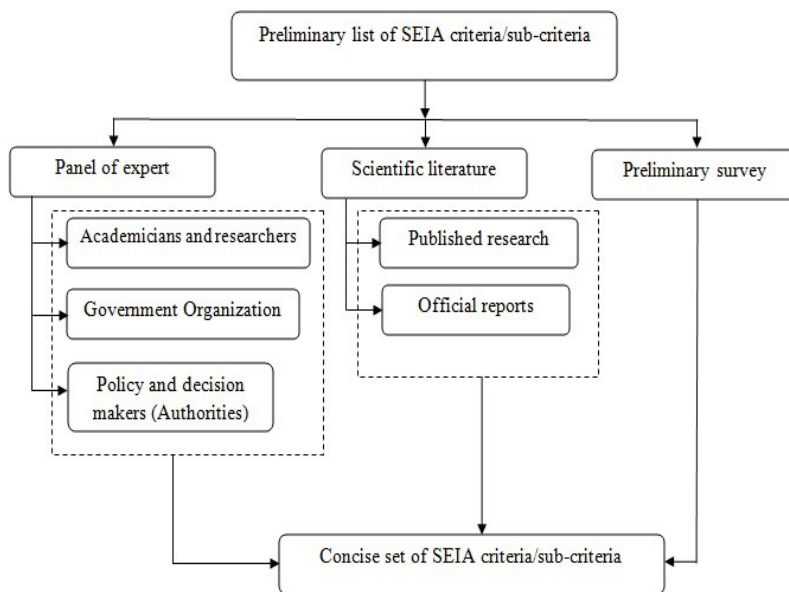 Preliminary list of SEIA criteria/sub-criteria
Panel of expert
Scientific literature
Preliminary survey
Academicians and researchers
Published research
Government Organization
Official reports
Policy and decision
makers (Authorities)
Concise set of SEIA criteria/sub-criteria